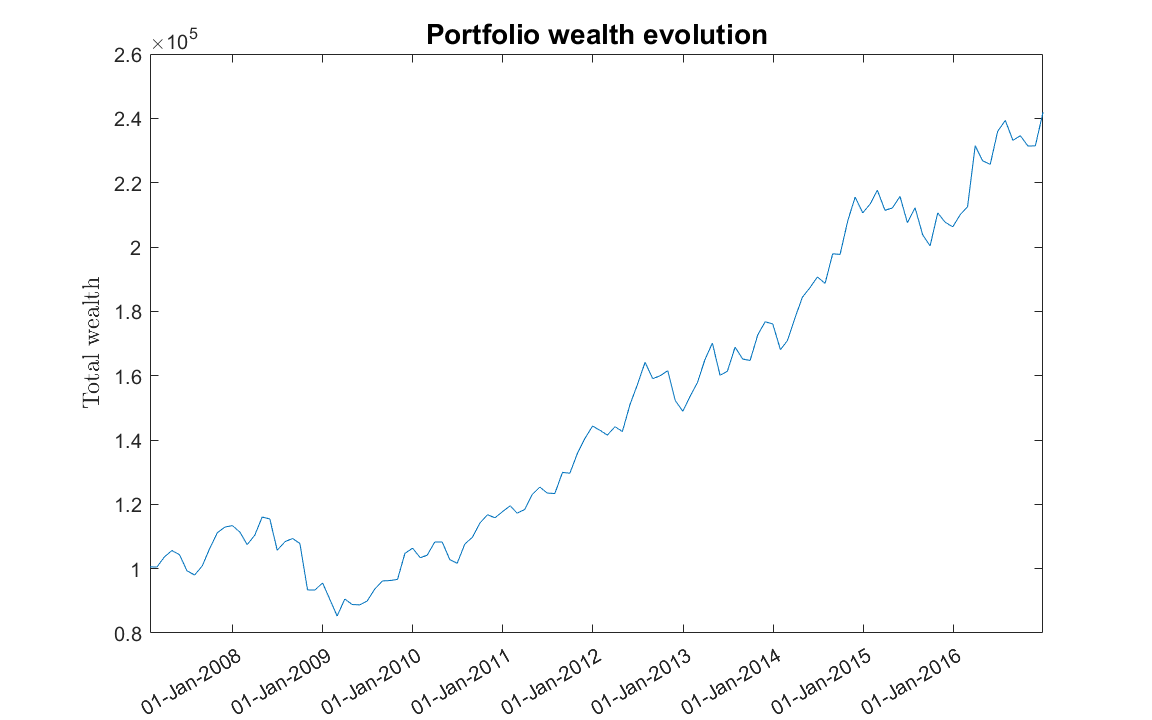 Portfolio wealth evolution
×10^5
2.6
2.4
2.2
2
1.8
1.6
1.4
1.2
1
0.8
Total wealth
01-Jan-2008
01-Jan-2009
01-Jan-2010
01-Jan-2011
01-Jan-2012
01-Jan-2013
01-Jan-2014
01-Jan-2015
01-Jan-2016